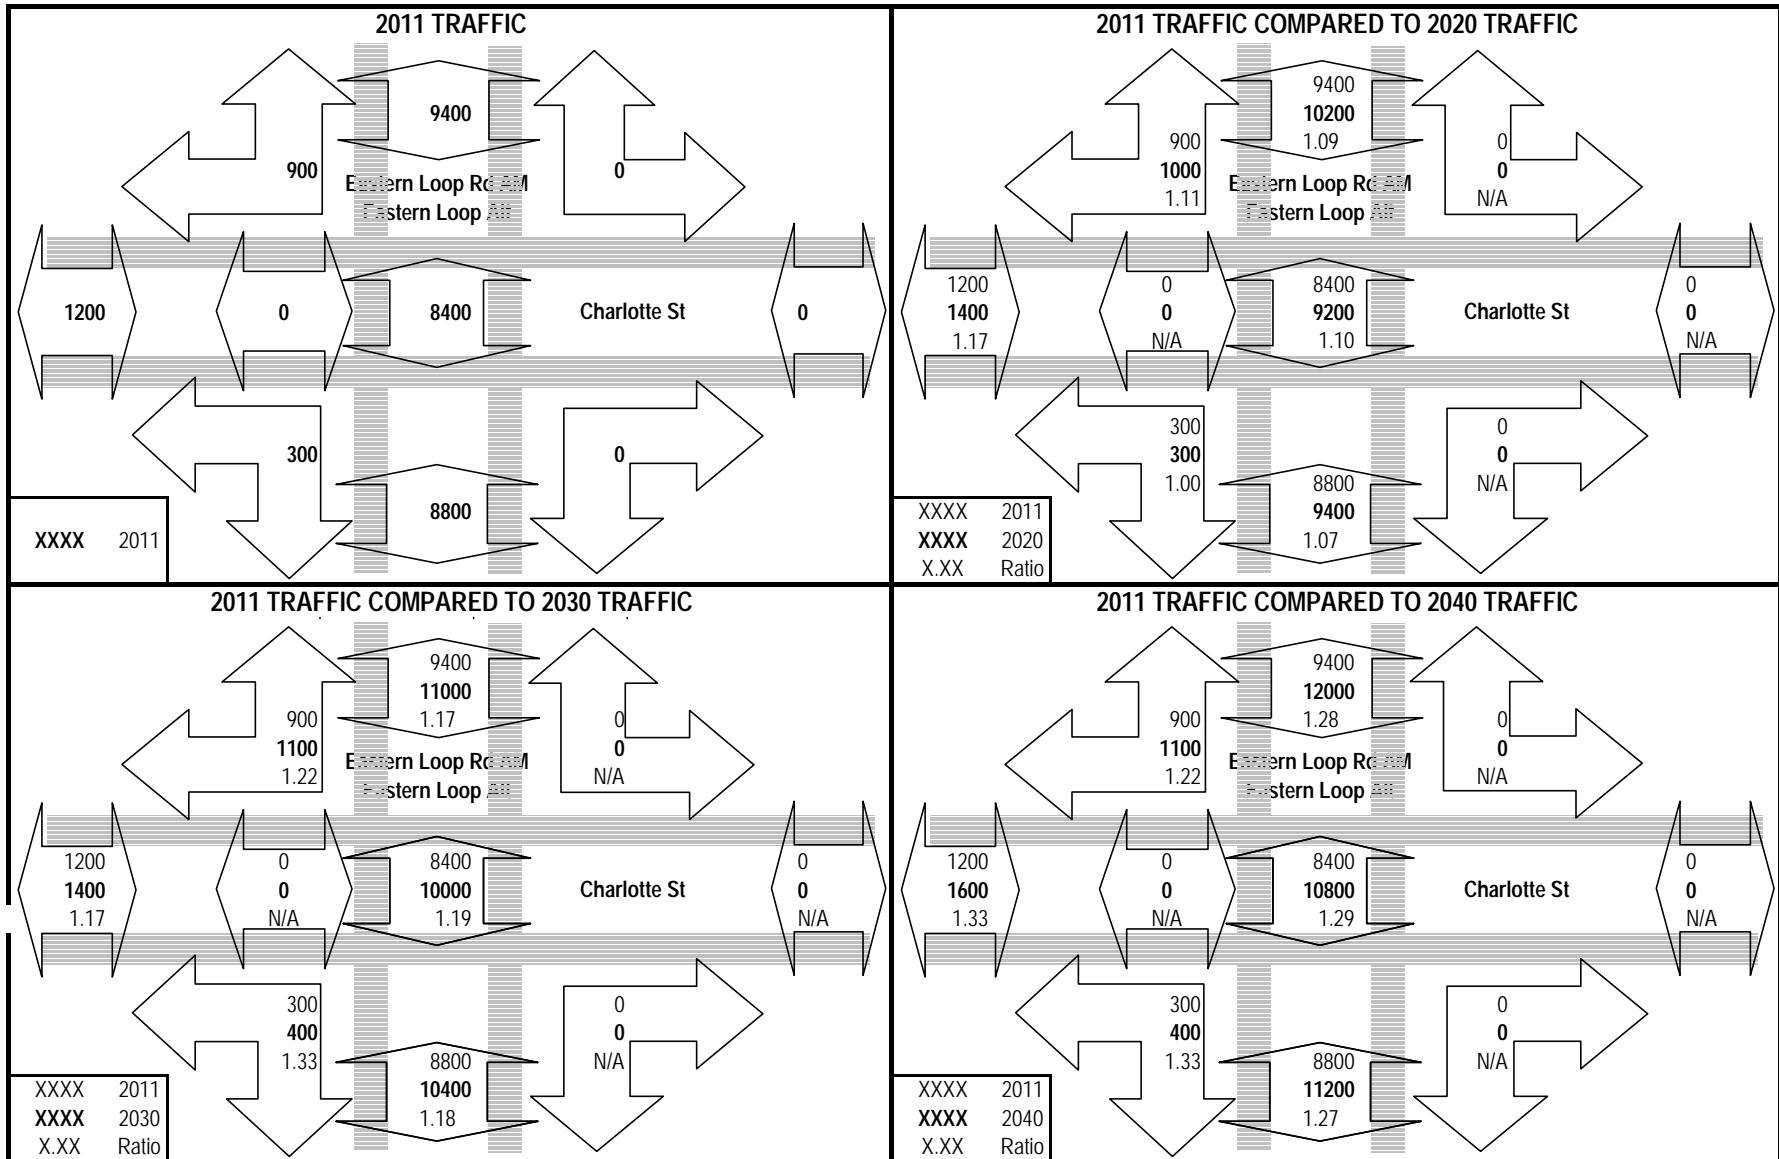 2011 TRAFFIC
9400
900
0
Eastern Loop Rd AM
Eastern Loop
1200
0
8400
Charlotte St
0
300
0
8800
XXXX 2011
2011 TRAFFIC COMPARED TO 2020 TRAFFIC
9400
10200
1.09
900
1000
1.11
0
0
N/A
Eastern Loop Rd AM
Eastern Loop
1200
1400
1.17
0
0
N/A
8400
9200
1.10
Charlotte St
0
0
N/A
300
300
1.00
0
0
N/A
8800
9400
1.07
XXXX 2011
XXXX 2020
X.XX Ratio
2011 TRAFFIC COMPARED TO 2030 TRAFFIC
9400
11000
1.17
900
1100
1.22
0
0
N/A
Eastern Loop Rd AM
Eastern Loop
1200
1400
1.17
0
0
N/A
8400
10000
1.19
Charlotte St
0
0
N/A
300
400
1.33
0
0
N/A
8800
10400
1.18
XXXX 2011
XXXX 2030
X.XX Ratio
2011 TRAFFIC COMPARED TO 2040 TRAFFIC
9400
12000
1.28
900
1100
1.22
0
0
N/A
Eastern Loop Rd AM
Eastern Loop
1200
1600
1.33
0
0
N/A
8400
10800
1.29
Charlotte St
0
0
N/A
300
400
1.33
0
0
N/A
8800
11200
1.27
XXXX 2011
XXXX 2040
X.XX Ratio